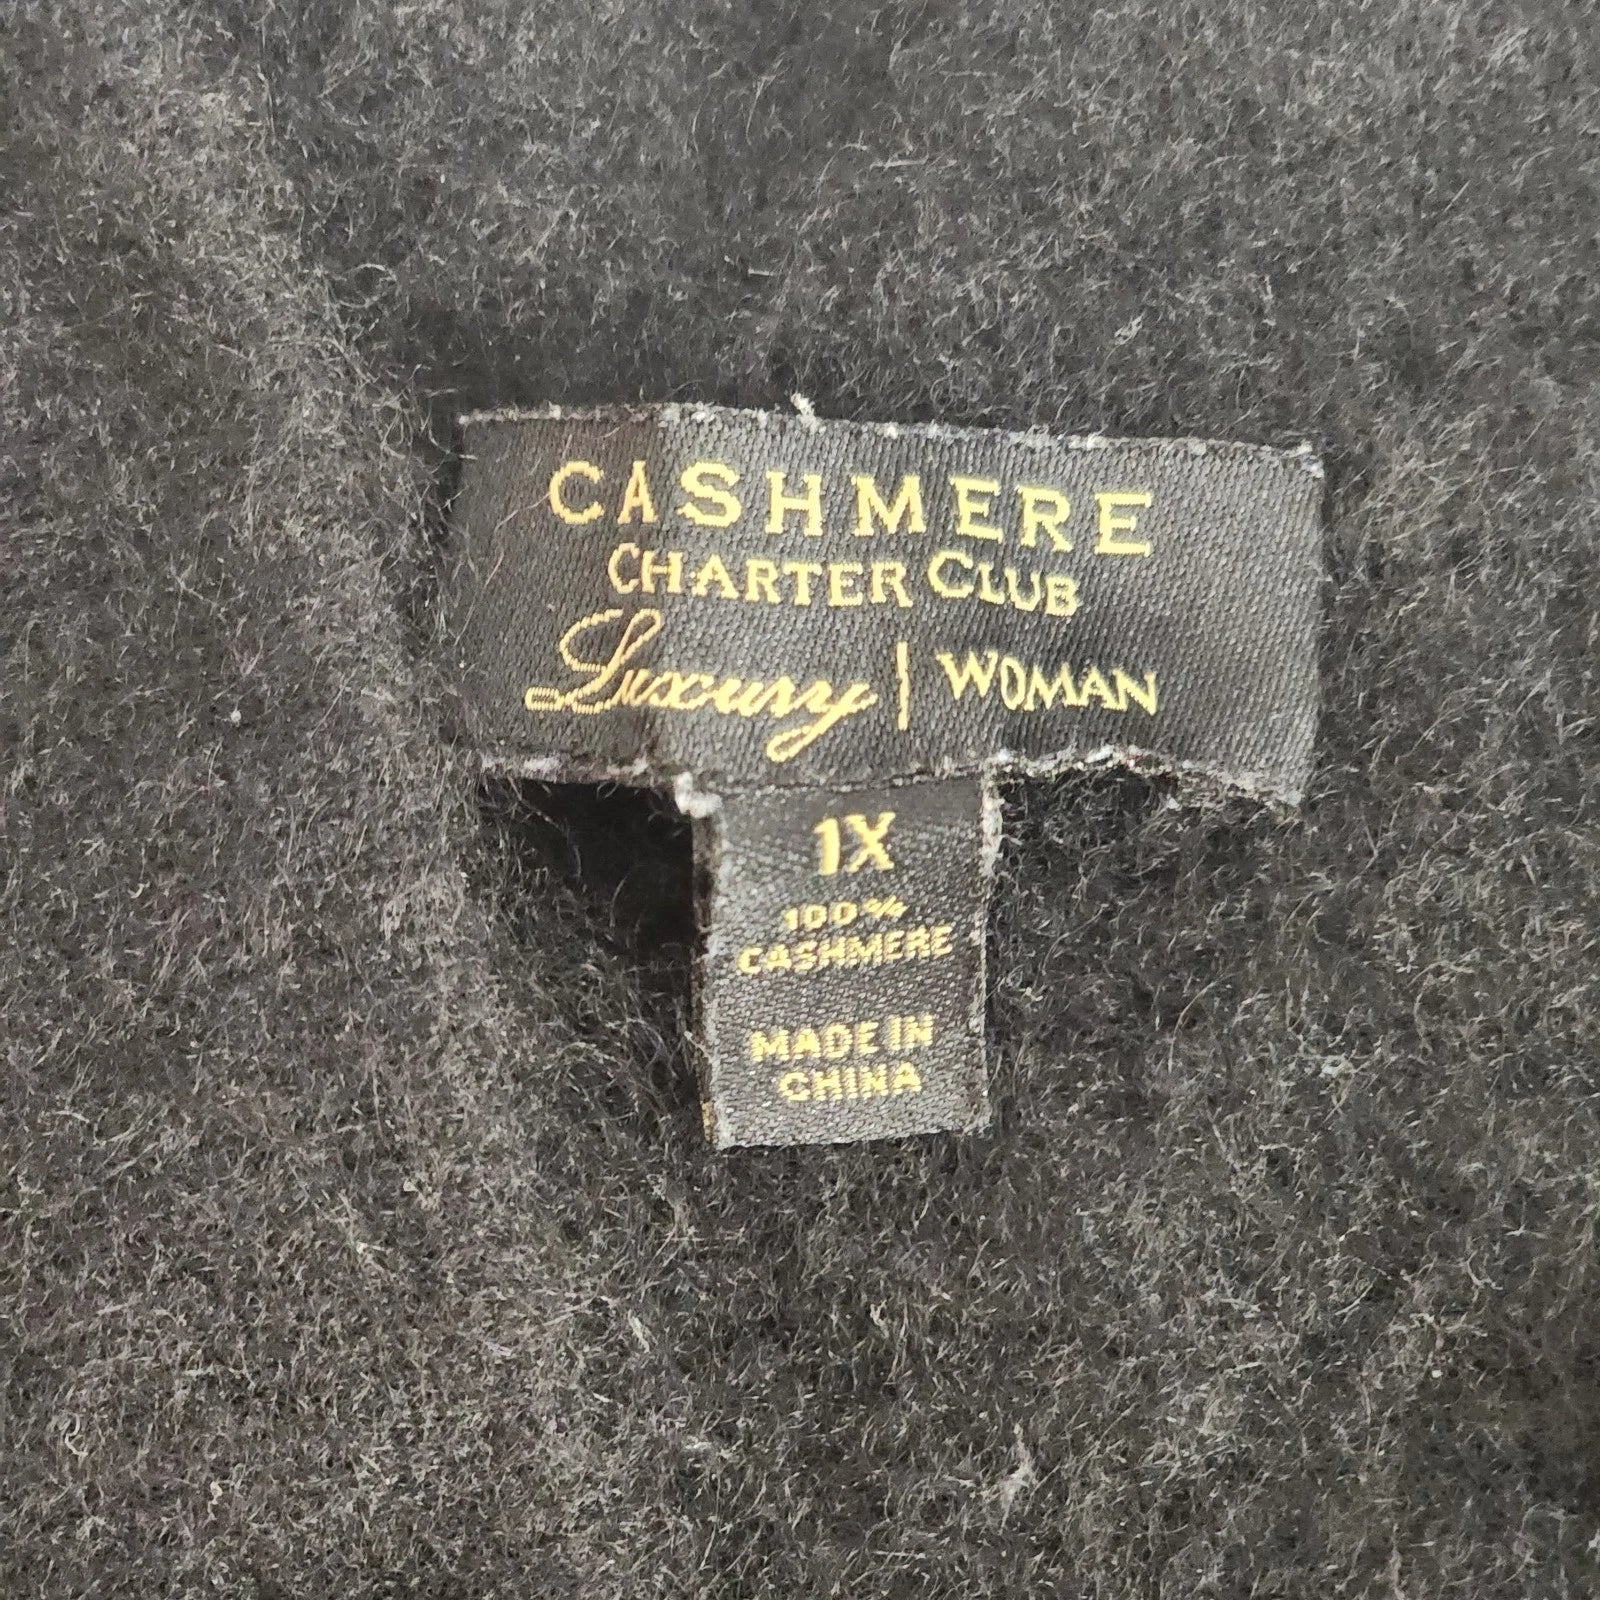 CASHMERE
CHARTER CLUB
Luxury | WOMAN
1X
100%
CASHMERE
MADE IN
CHINA